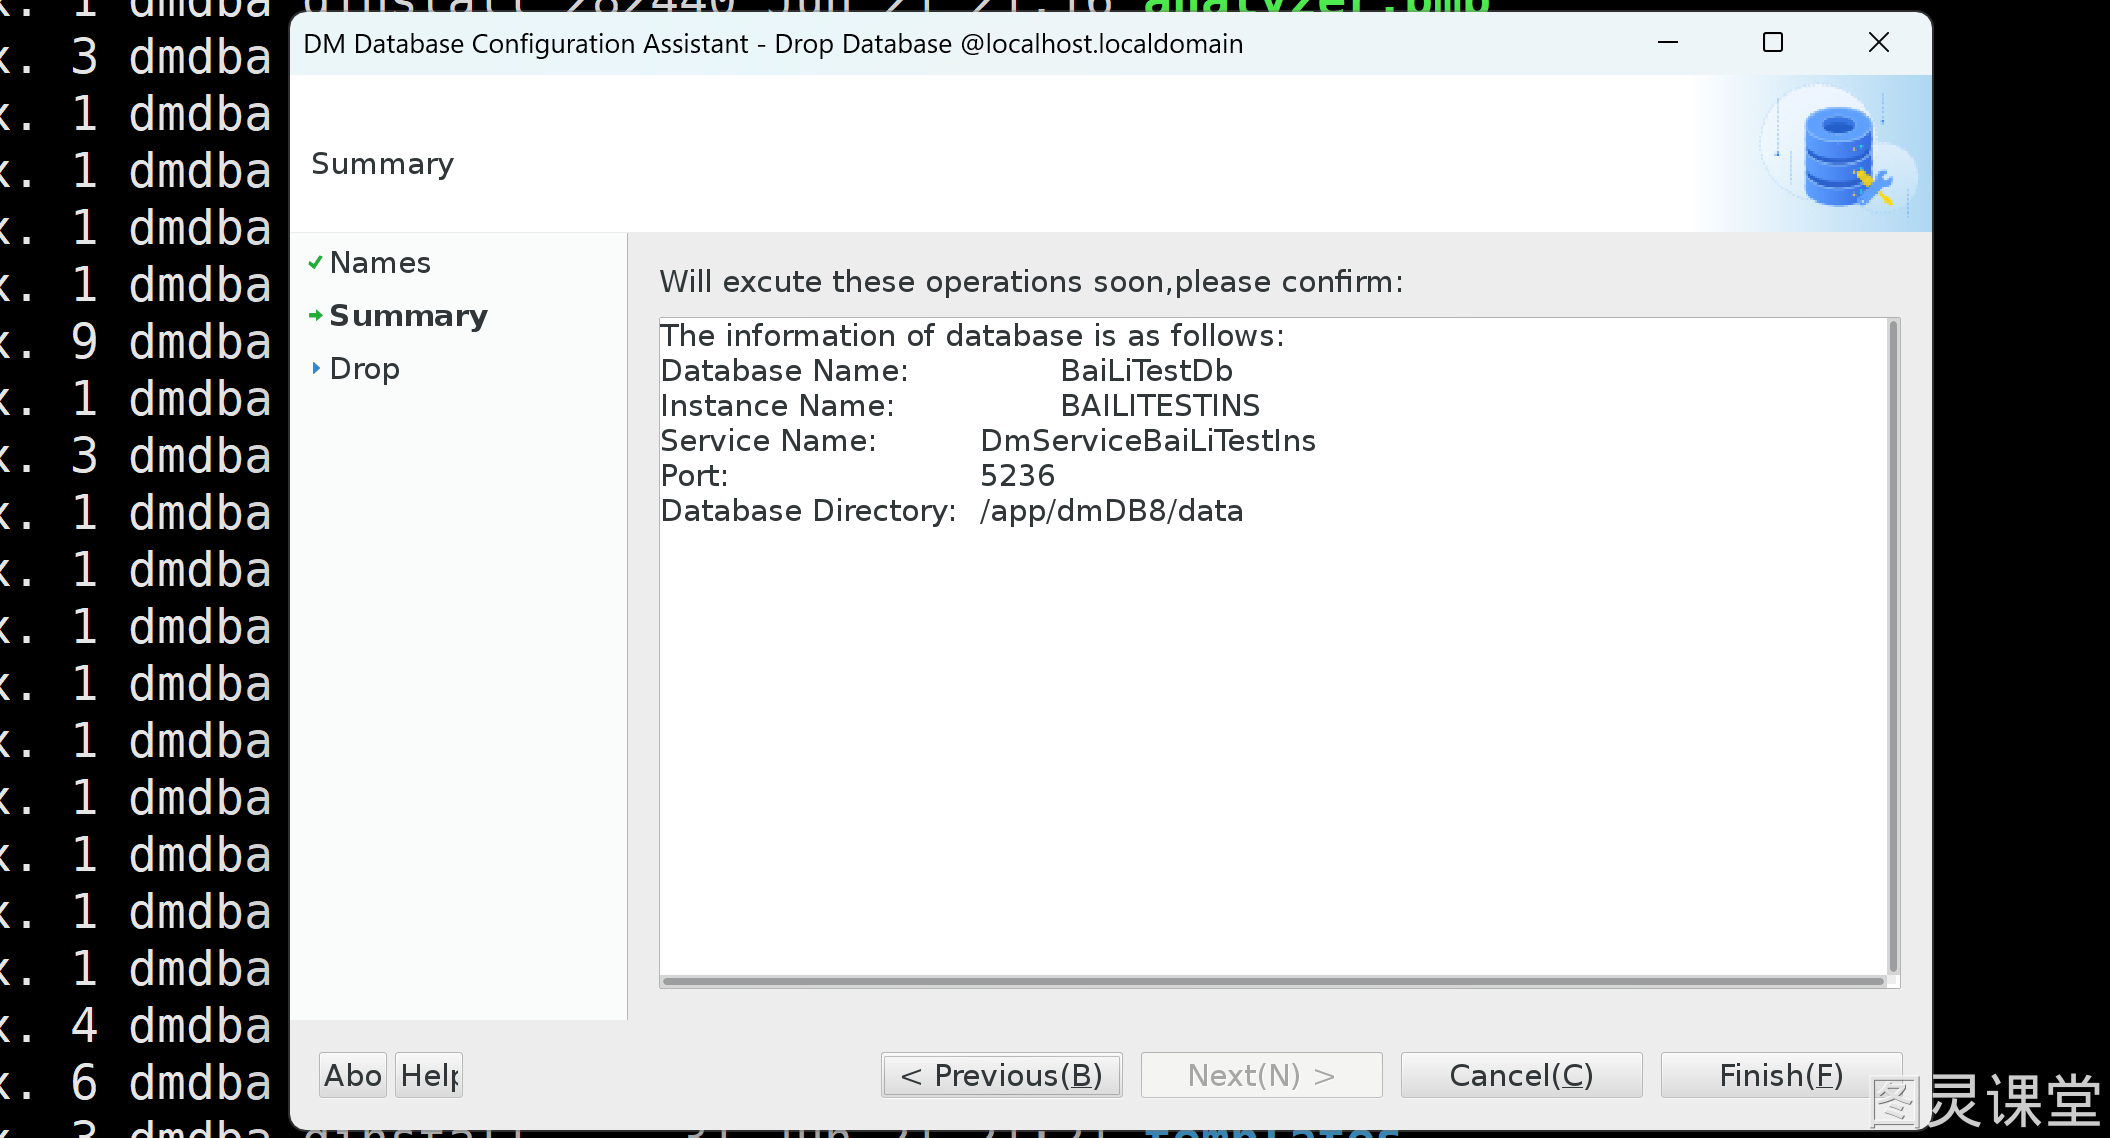 DM Database Configuration Assistant - Drop Database @localhost.localdomain
Summary
Names
Summary
Drop
Will excute these operations soon,please confirm:
The information of database is as follows:
Database Name: BaiLiTestDb
Instance Name: BAILITESTINS
Service Name: DmServiceBaiLiTestIns
Port: 5236
Database Directory: /app/dmDB8/data
Abo
Help
< Previous(B)
Next(N) >
Cancel(C)
Finish(F)
图灵课堂
. 3 dmdba
. 1 dmdba
. 1 dmdba
. 1 dmdba
. 1 dmdba
. 9 dmdba
. 1 dmdba
. 3 dmdba
. 1 dmdba
. 1 dmdba
. 1 dmdba
. 1 dmdba
. 1 dmdba
. 1 dmdba
. 1 dmdba
. 1 dmdba
. 1 dmdba
. 4 dmdba
. 6 dmdba